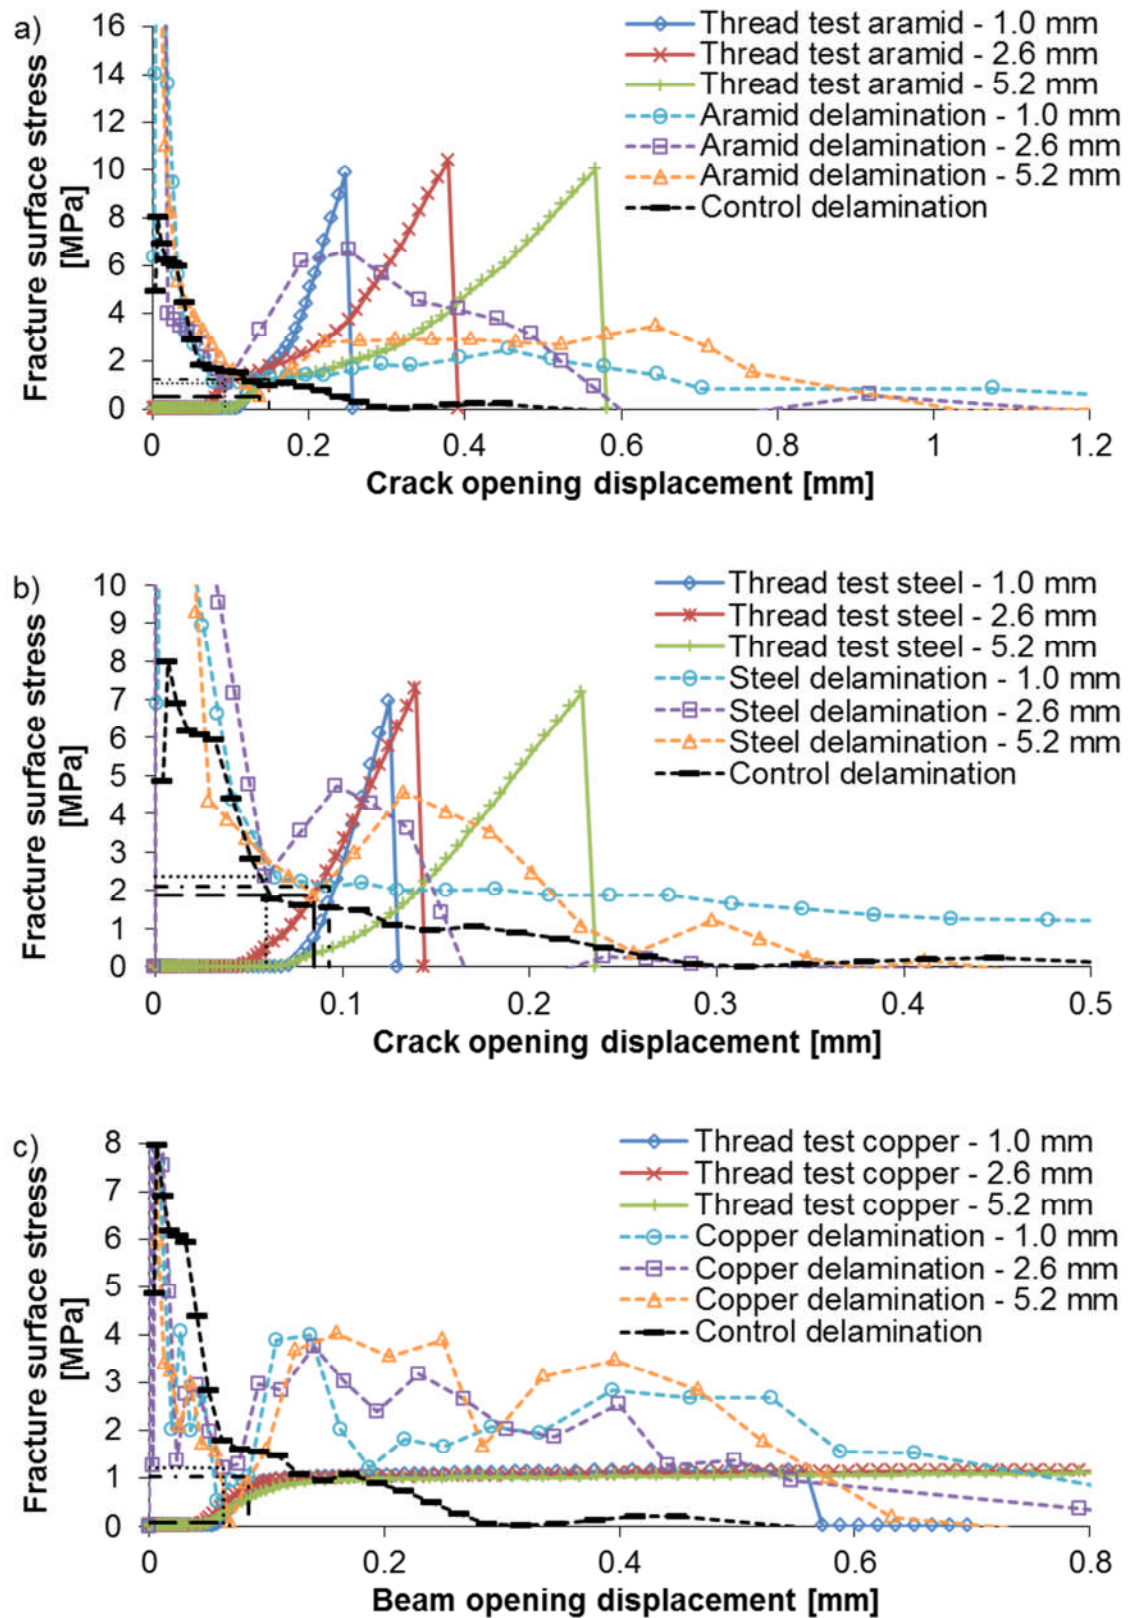 a)
Fracture surface stress
[MPa]
16
14
12
10
8
6
4
2
0
0
0.2
0.4
0.6
0.8
1
1.2
Crack opening displacement [mm]
Thread test aramid - 1.0 mm
Thread test aramid - 2.6 mm
Thread test aramid - 5.2 mm
Aramid delamination - 1.0 mm
Aramid delamination - 2.6 mm
Aramid delamination - 5.2 mm
Control delamination
b)
Fracture surface stress
[MPa]
10
9
8
7
6
5
4
3
2
1
0
0
0.1
0.2
0.3
0.4
0.5
Crack opening displacement [mm]
Thread test steel - 1.0 mm
Thread test steel - 2.6 mm
Thread test steel - 5.2 mm
Steel delamination - 1.0 mm
Steel delamination - 2.6 mm
Steel delamination - 5.2 mm
Control delamination
c)
Fracture surface stress
[MPa]
8
7
6
5
4
3
2
1
0
0
0.2
0.4
0.6
0.8
Beam opening displacement [mm]
Thread test copper - 1.0 mm
Thread test copper - 2.6 mm
Thread test copper - 5.2 mm
Copper delamination - 1.0 mm
Copper delamination - 2.6 mm
Copper delamination - 5.2 mm
Control delamination